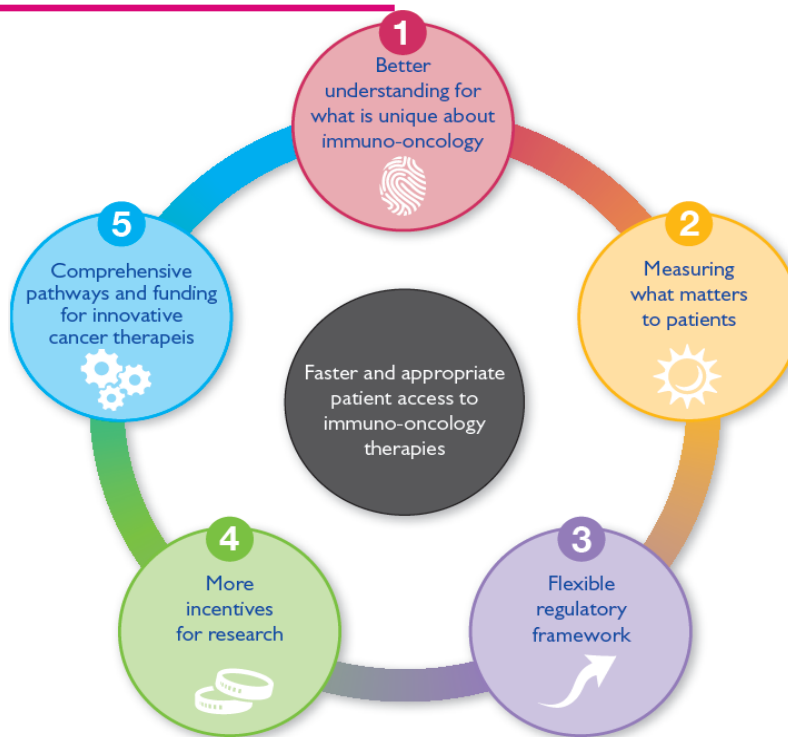 1
Better
understanding for
what is unique about
immuno-oncology
2
Measuring
what matters
to patients
3
Flexible
regulatory
framework
4
More
incentives
for research
5
Comprehensive
pathways and funding
for innovative
cancer therapeis
Faster and appropriate
patient access to
immuno-oncology
therapies